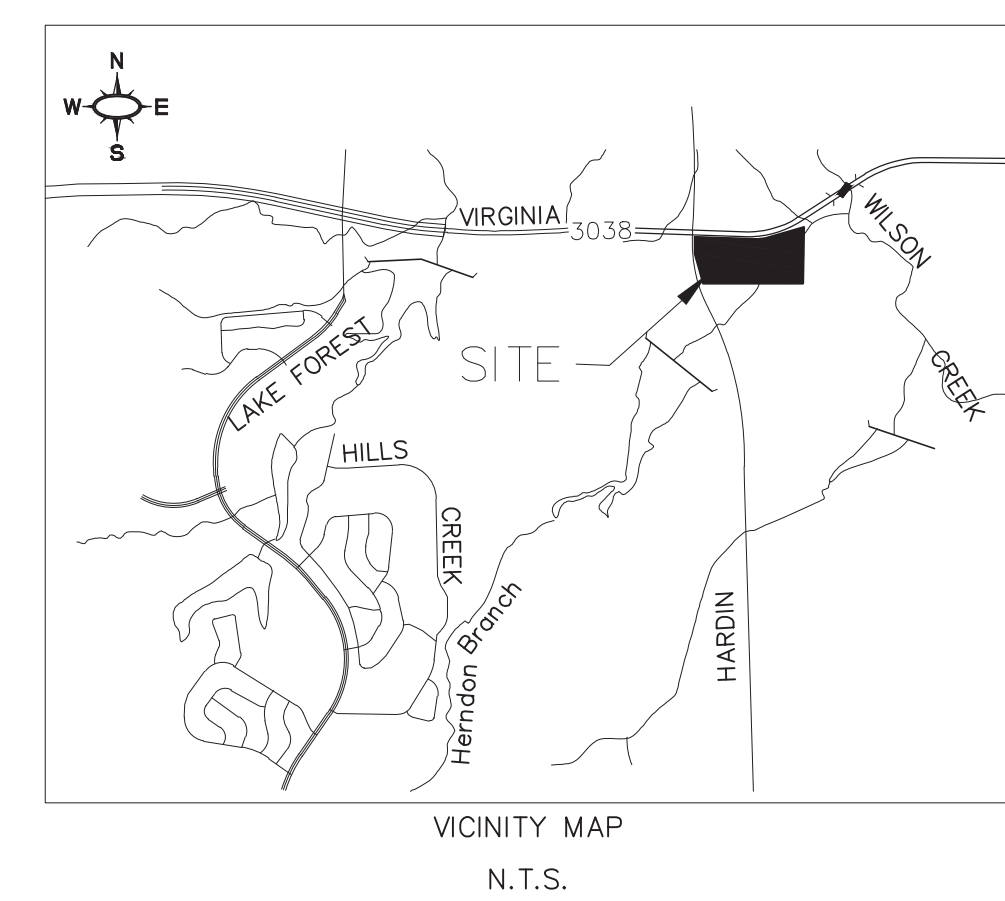 N
W E
S
VIRGINIA
3038
WILSON
CREEK
SITE
LAKE FOREST
HILLS
CREEK
Herndon Branch
HARDIN
VICINITY MAP
N.T.S.